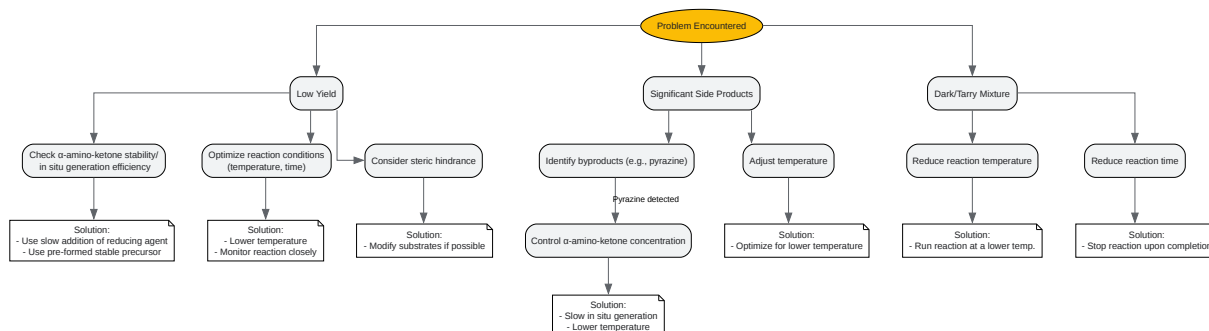 Problem Encountered
Low Yield
Significant Side Products
Dark/Tarry Mixture
Check α-amino-ketone stability/
in situ generation efficiency
Optimize reaction conditions
(temperature, time)
Consider steric hindrance
Identify byproducts (e.g., pyrazine)
Adjust temperature
Reduce reaction temperature
Reduce reaction time
Pyrazine detected
Solution:
- Use slow addition of reducing agent
- Use pre-formed stable precursor
Solution:
- Lower temperature
- Monitor reaction closely
Solution:
- Modify substrates if possible
Control α-amino-ketone concentration
Solution:
- Optimize for lower temperature
Solution:
- Run reaction at a lower temp.
Solution:
- Stop reaction upon completion
Solution:
- Slow in situ generation
- Lower temperature